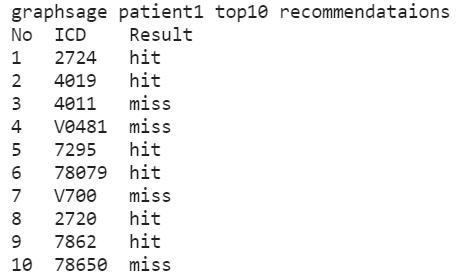 graphsage patient1 top10 recommendataions
No ICD Result
1 2724 hit
2 4019 hit
3 4011 miss
4 V0481 miss
5 7295 hit
6 78079 hit
7 V700 miss
8 2720 hit
9 7862 hit
10 78650 miss